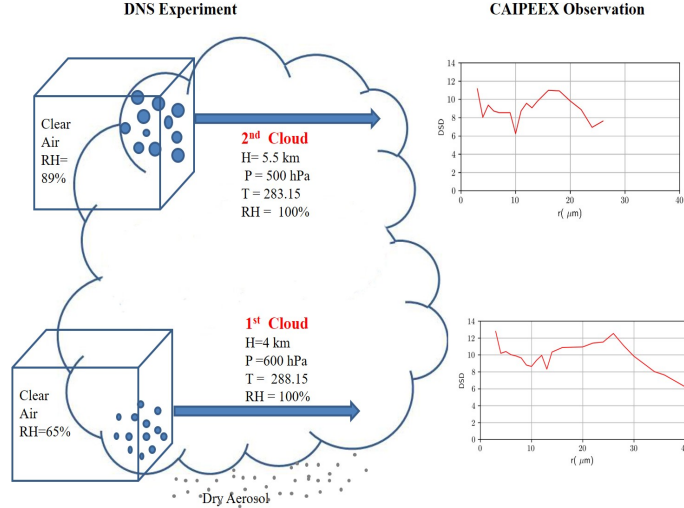 DNS Experiment
CAIPEEX Observation
Clear
Air
RH=
89%
2nd Cloud
H= 5.5 km
P = 500 hPa
T = 283.15
RH = 100%
14
12
10
8
6
4
2
0
DSD
0 10 20 30 40
r( μm)
1st Cloud
H=4 km
P =600 hPa
T = 288.15
RH = 100%
Clear
Air
RH=65%
Dry Aerosol
14
12
10
8
6
4
2
0
DSD
0 10 20 30 40
r( μm)